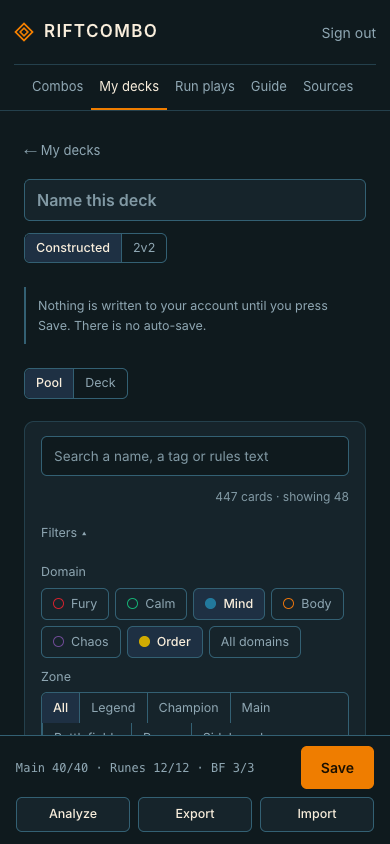 RIFTCOMBO
Sign out
Combos My decks Run plays Guide Sources
← My decks
Name this deck
Constructed 2v2
Nothing is written to your account until you press
Save. There is no auto-save.
Pool Deck
Search a name, a tag or rules text
447 cards · showing 48
Filters ▴
Domain
Fury Calm Mind Body
Chaos Order All domains
Zone
All Legend Champion Main
Main 40/40 · Runes 12/12 · BF 3/3
Save
Analyze Export Import